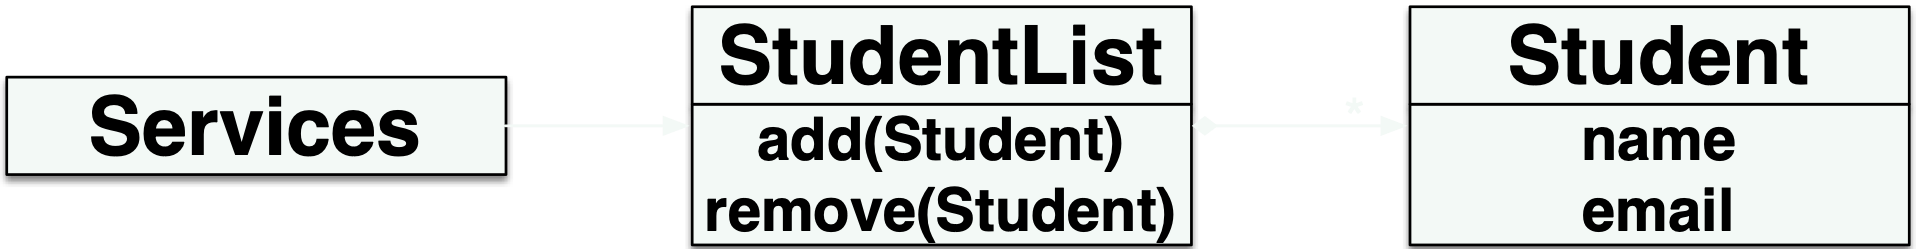 Services
StudentList
add(Student)
remove(Student)
*
Student
name
email